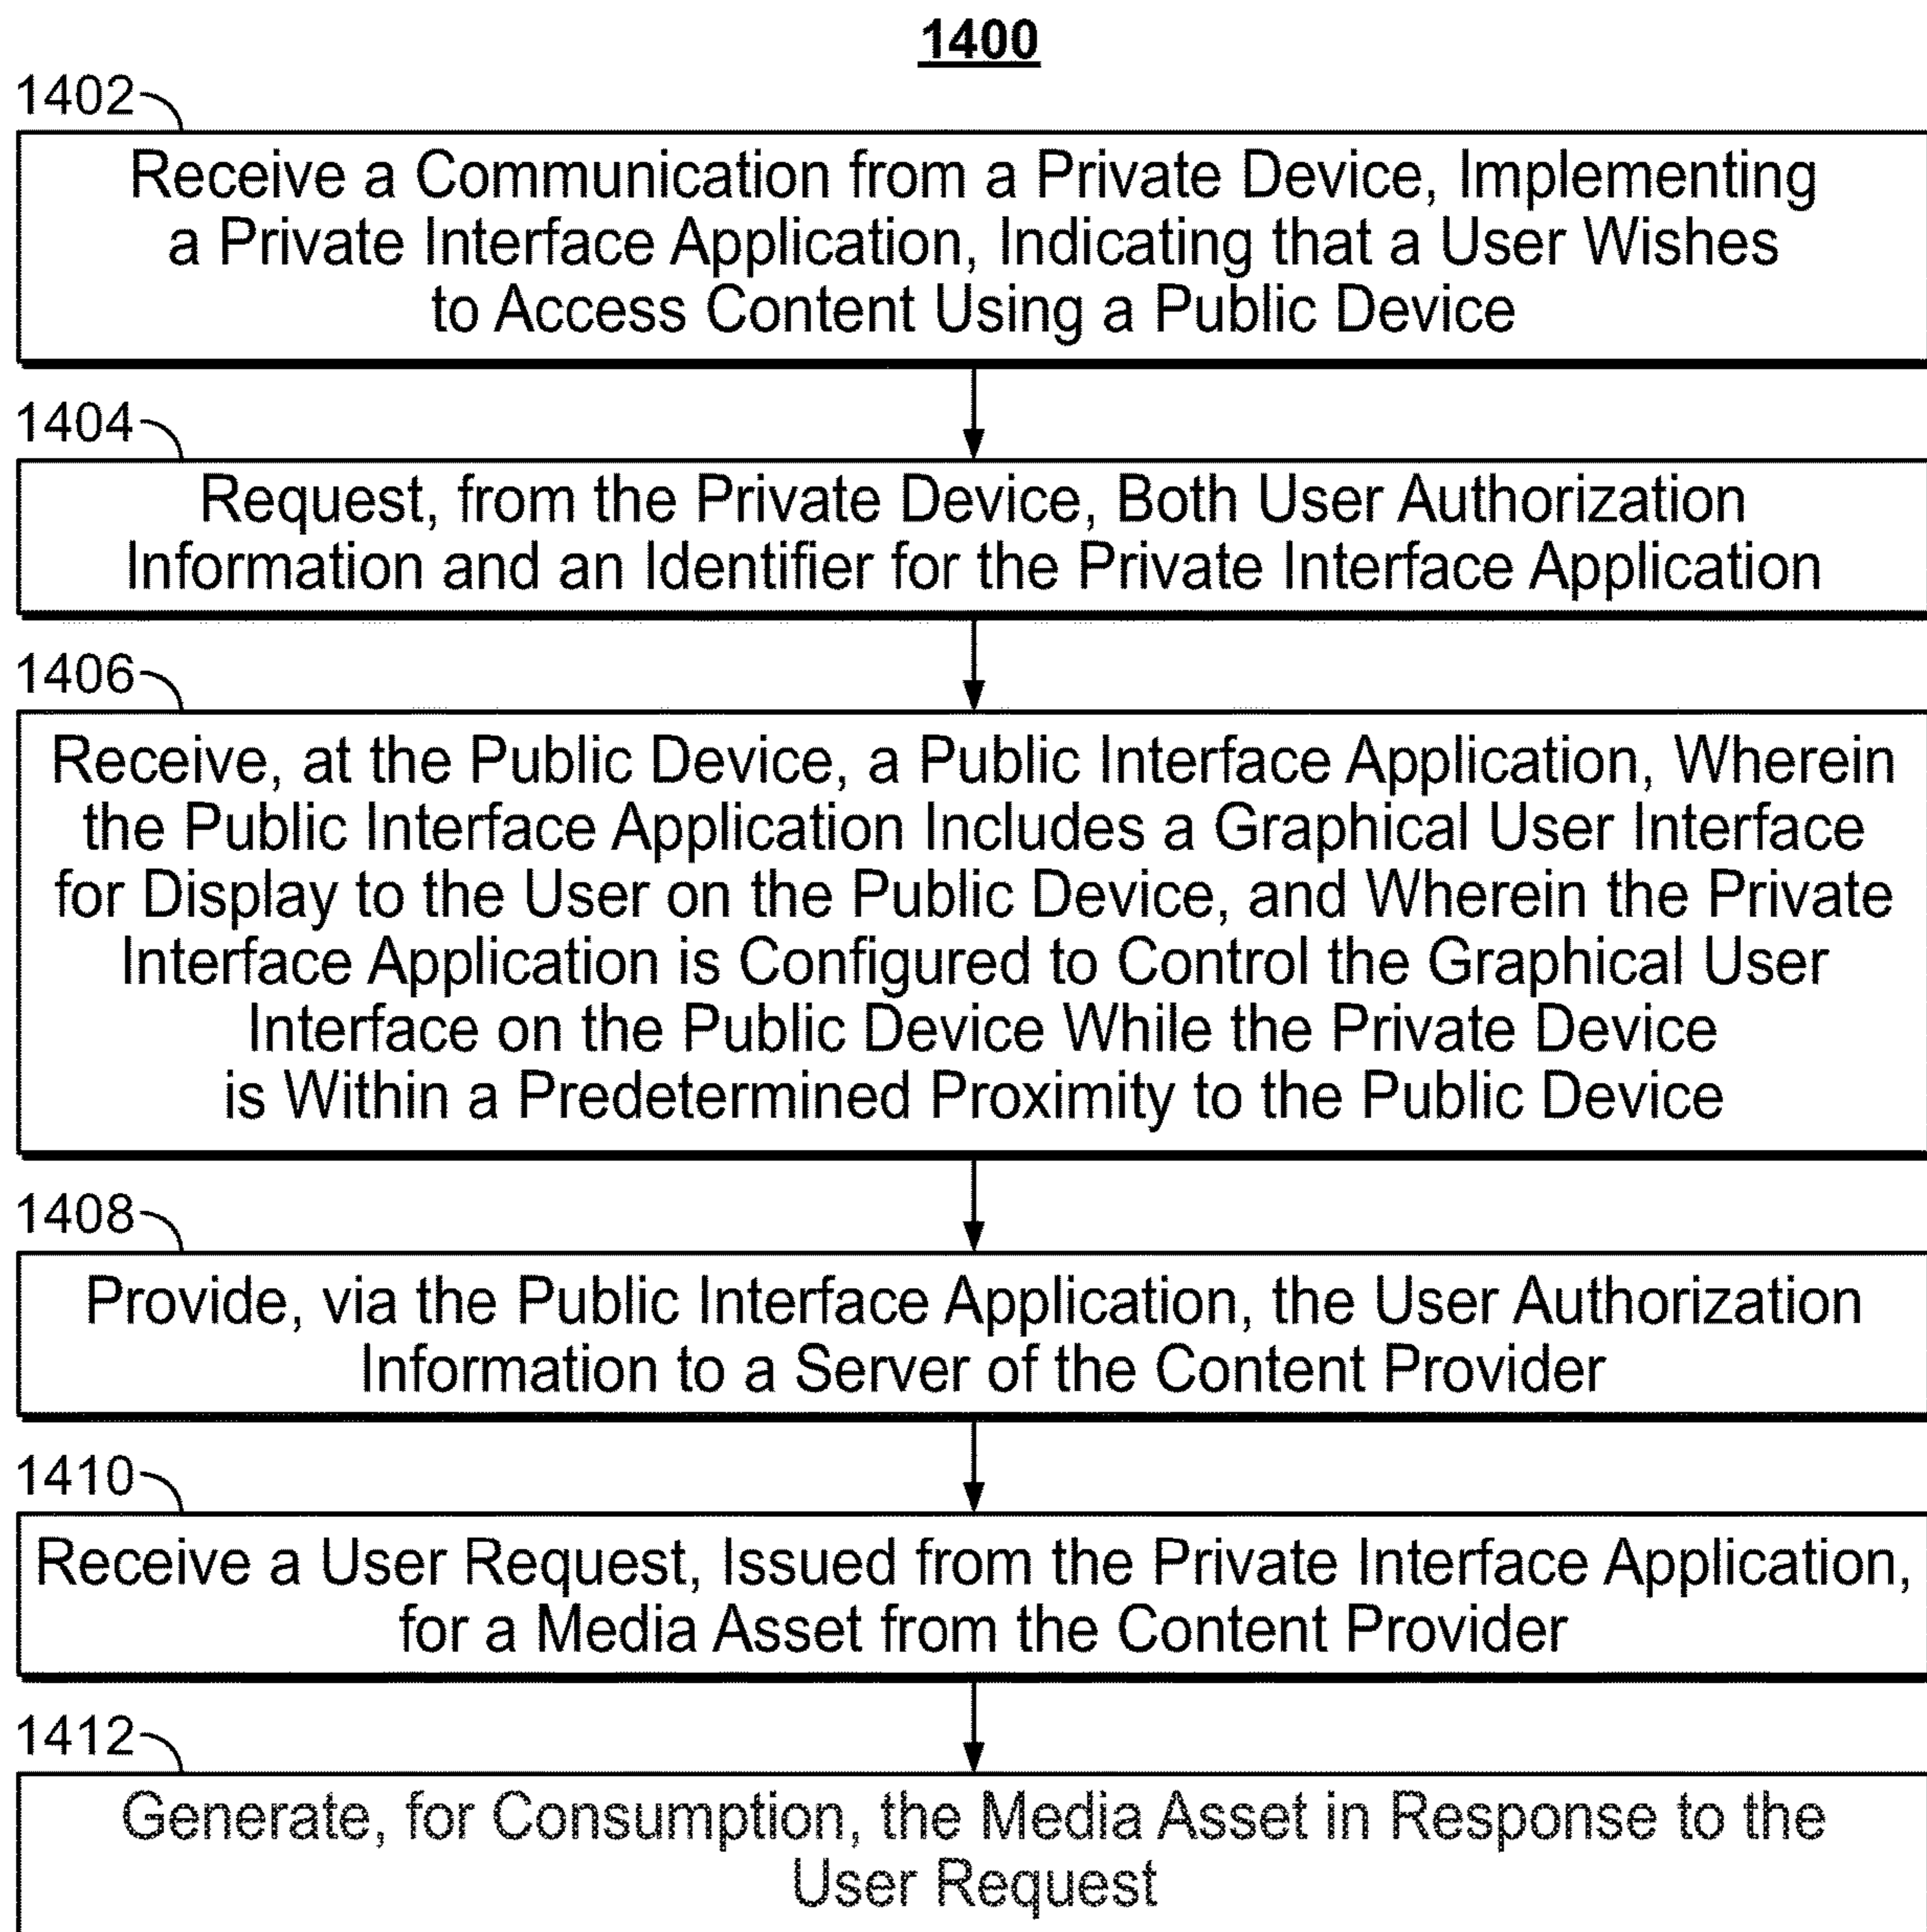 1400
1402
Receive a Communication from a Private Device, Implementing
a Private Interface Application, Indicating that a User Wishes
to Access Content Using a Public Device
1404
Request, from the Private Device, Both User Authorization
Information and an Identifier for the Private Interface Application
1406
Receive, at the Public Device, a Public Interface Application, Wherein
the Public Interface Application Includes a Graphical User Interface
for Display to the User on the Public Device, and Wherein the Private
Interface Application is Configured to Control the Graphical User
Interface on the Public Device While the Private Device
is Within a Predetermined Proximity to the Public Device
1408
Provide, via the Public Interface Application, the User Authorization
Information to a Server of the Content Provider
1410
Receive a User Request, Issued from the Private Interface Application,
for a Media Asset from the Content Provider
1412
Generate, for Consumption, the Media Asset in Response to the
User Request